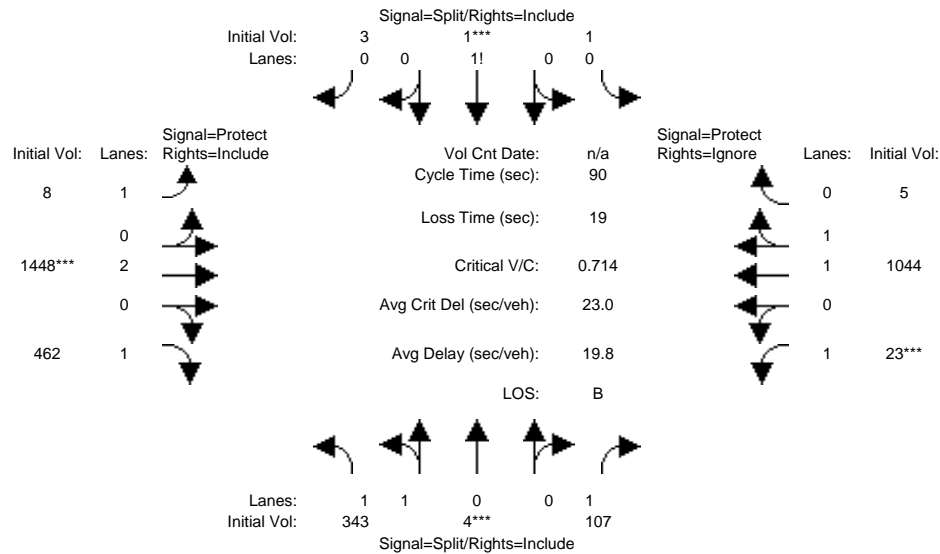 Signal=Split/Rights=Include
Initial Vol: 3 1*** 1
Lanes: 0 0 1! 0 0
Signal=Protect Signal=Protect
Initial Vol: Lanes: Rights=Include Vol Cnt Date: n/a Rights=Ignore Lanes: Initial Vol:
Cycle Time (sec): 90
8 1 0 5
Loss Time (sec): 19
0 1
1448*** 2 Critical V/C: 0.714 1 1044
0 Avg Crit Del (sec/veh): 23.0 0
462 1 Avg Delay (sec/veh): 19.8 1 23***
LOS: B
Lanes: 1 1 0 0 1
Initial Vol: 343 4*** 107
Signal=Split/Rights=Include